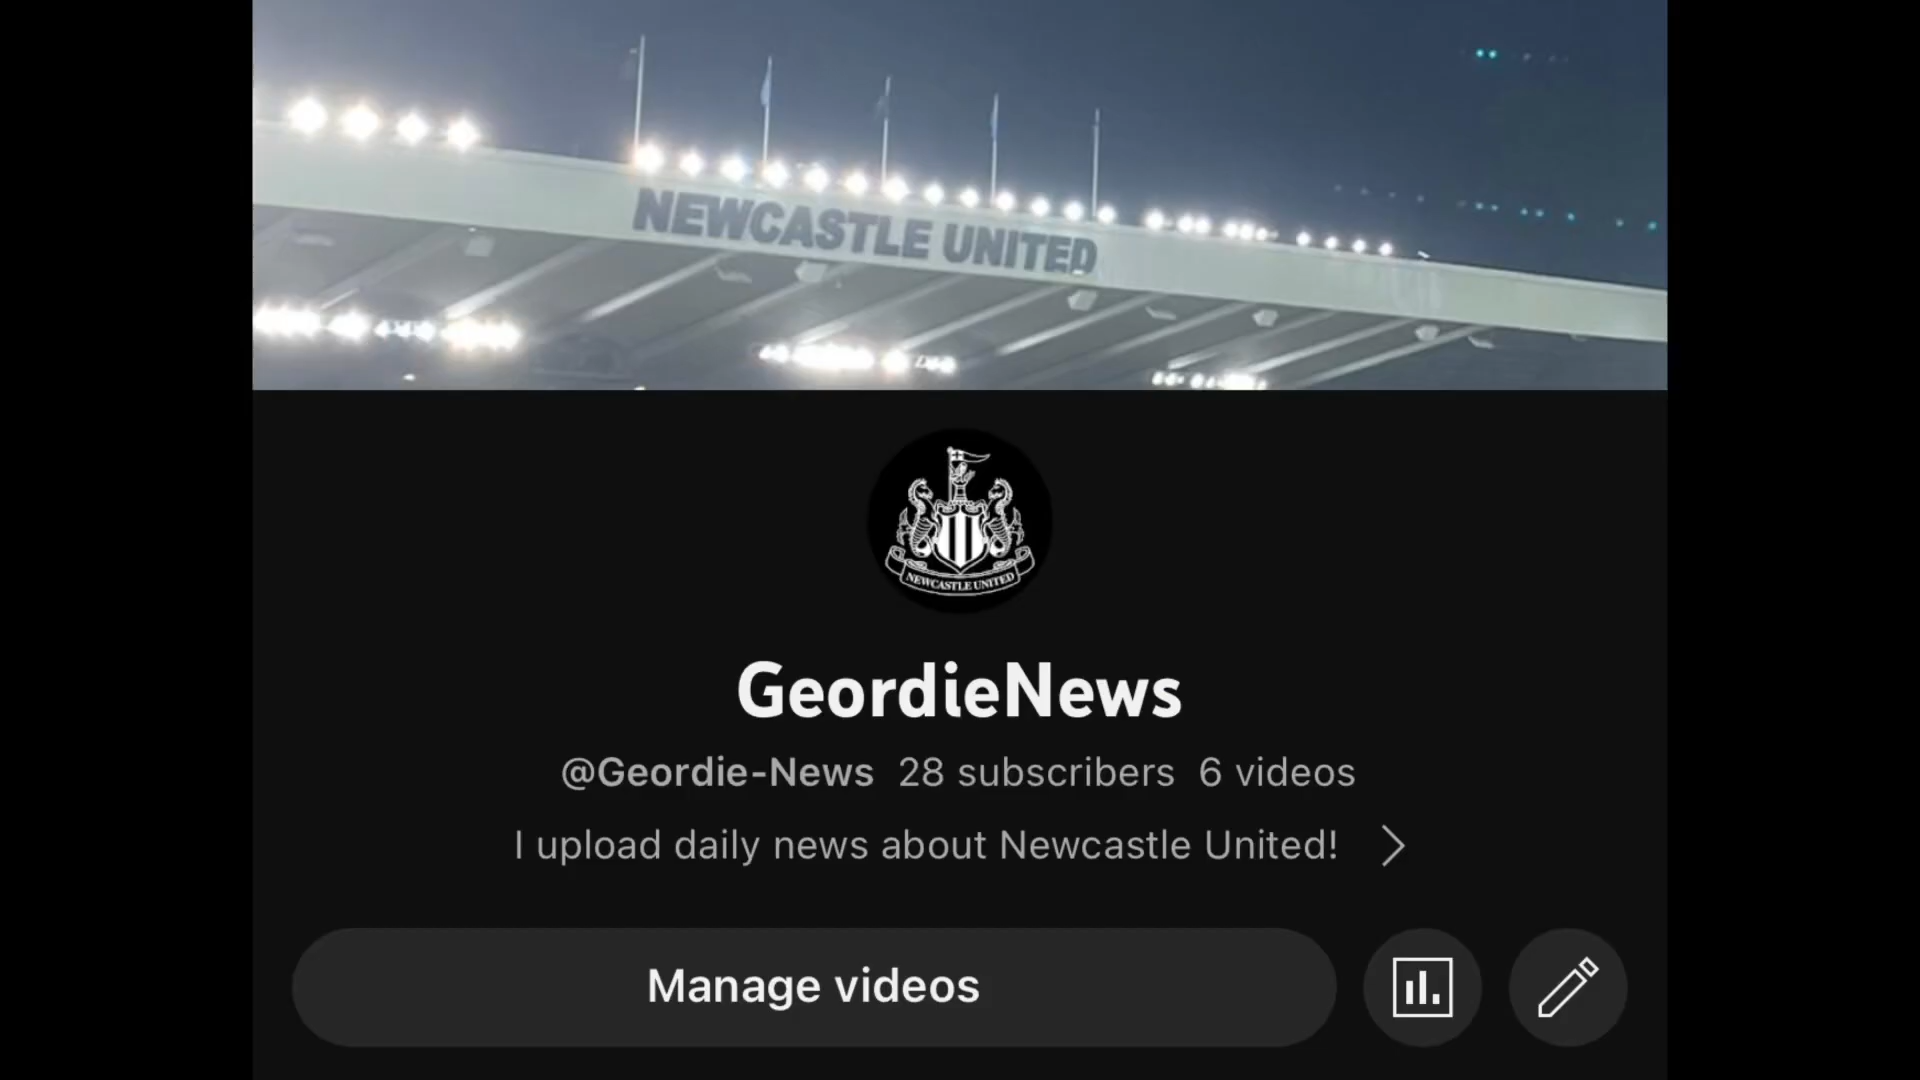 NEWCASTLE UNITED
NEWCASTLE UNITED
GeordieNews
@Geordie-News 28 subscribers 6 videos
I upload daily news about Newcastle United!
Manage videos